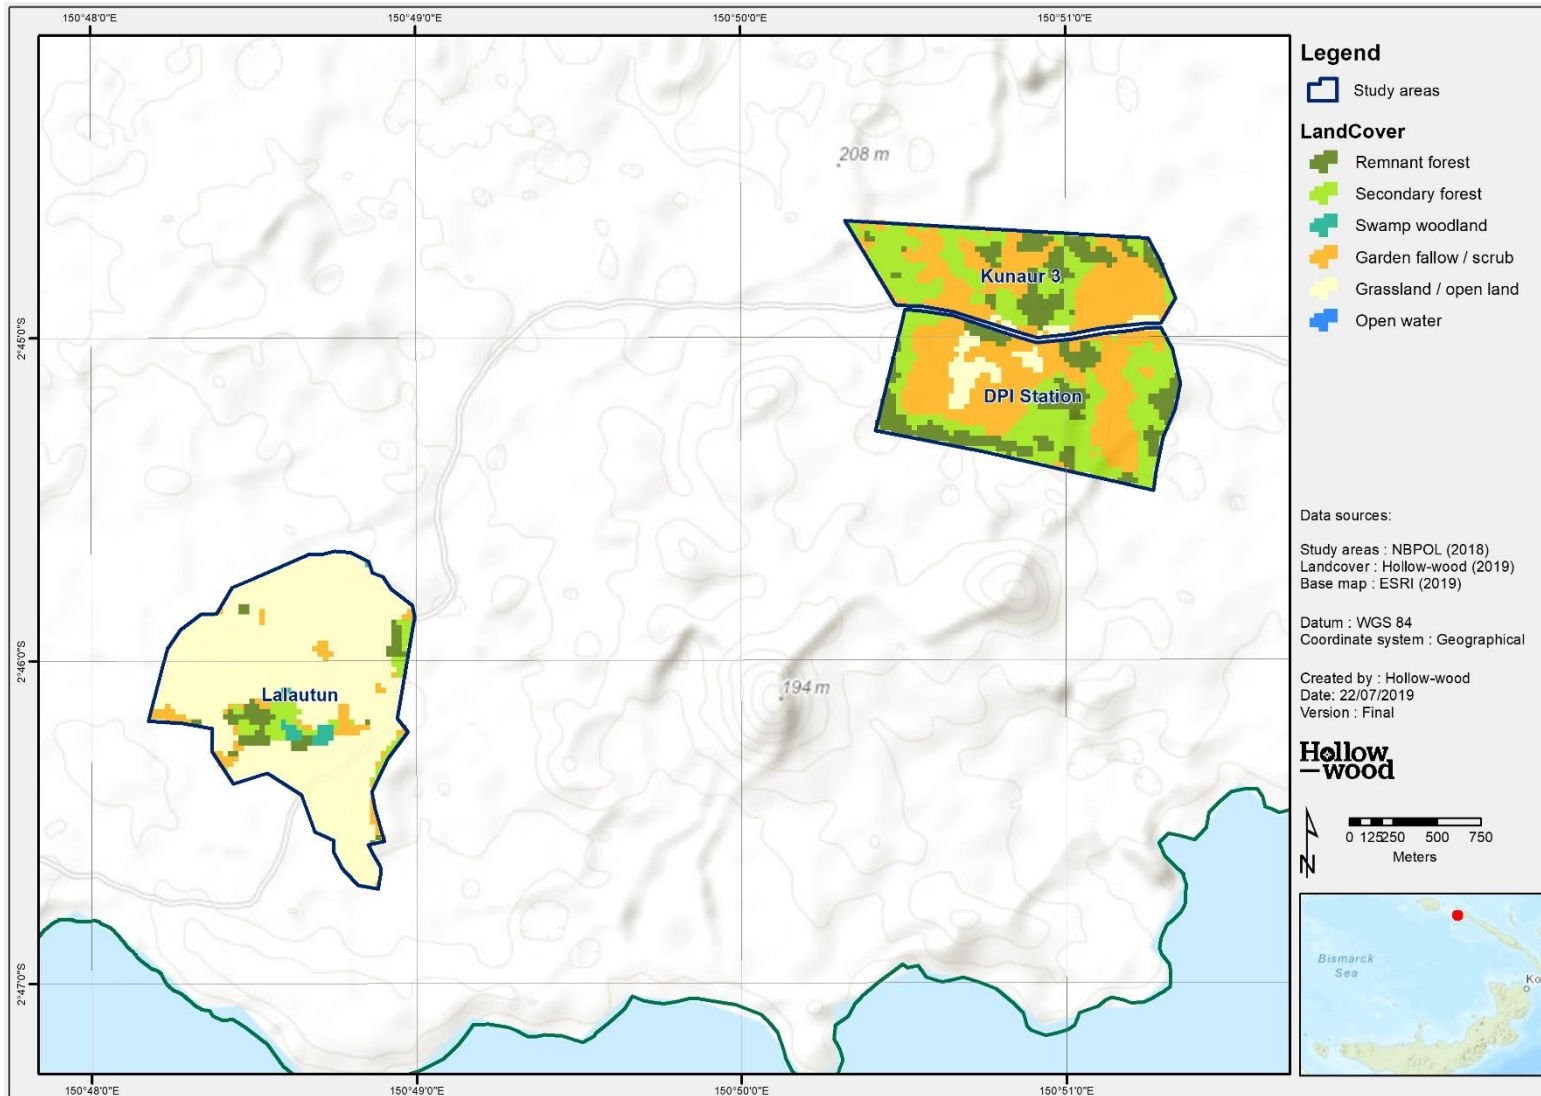 150°48'0"E
150°49'0"E
150°50'0"E
150°51'0"E
2°45'0"S
2°46'0"S
2°47'0"S
208 m
Kunaur 3
DPI Station
Lalautun
194 m
150°48'0"E
150°49'0"E
150°50'0"E
150°51'0"E
Legend
Study areas
LandCover
Remnant forest
Secondary forest
Swamp woodland
Garden fallow / scrub
Grassland / open land
Open water
Data sources:
Study areas : NBPOL (2018)
Landcover : Hollow-wood (2019)
Base map : ESRI (2019)
Datum : WGS 84
Coordinate system : Geographical
Created by : Hollow-wood
Date: 22/07/2019
Version : Final
Hollow
—wood
N
0 125250 500 750
Meters
Bismarck
Sea
Ko